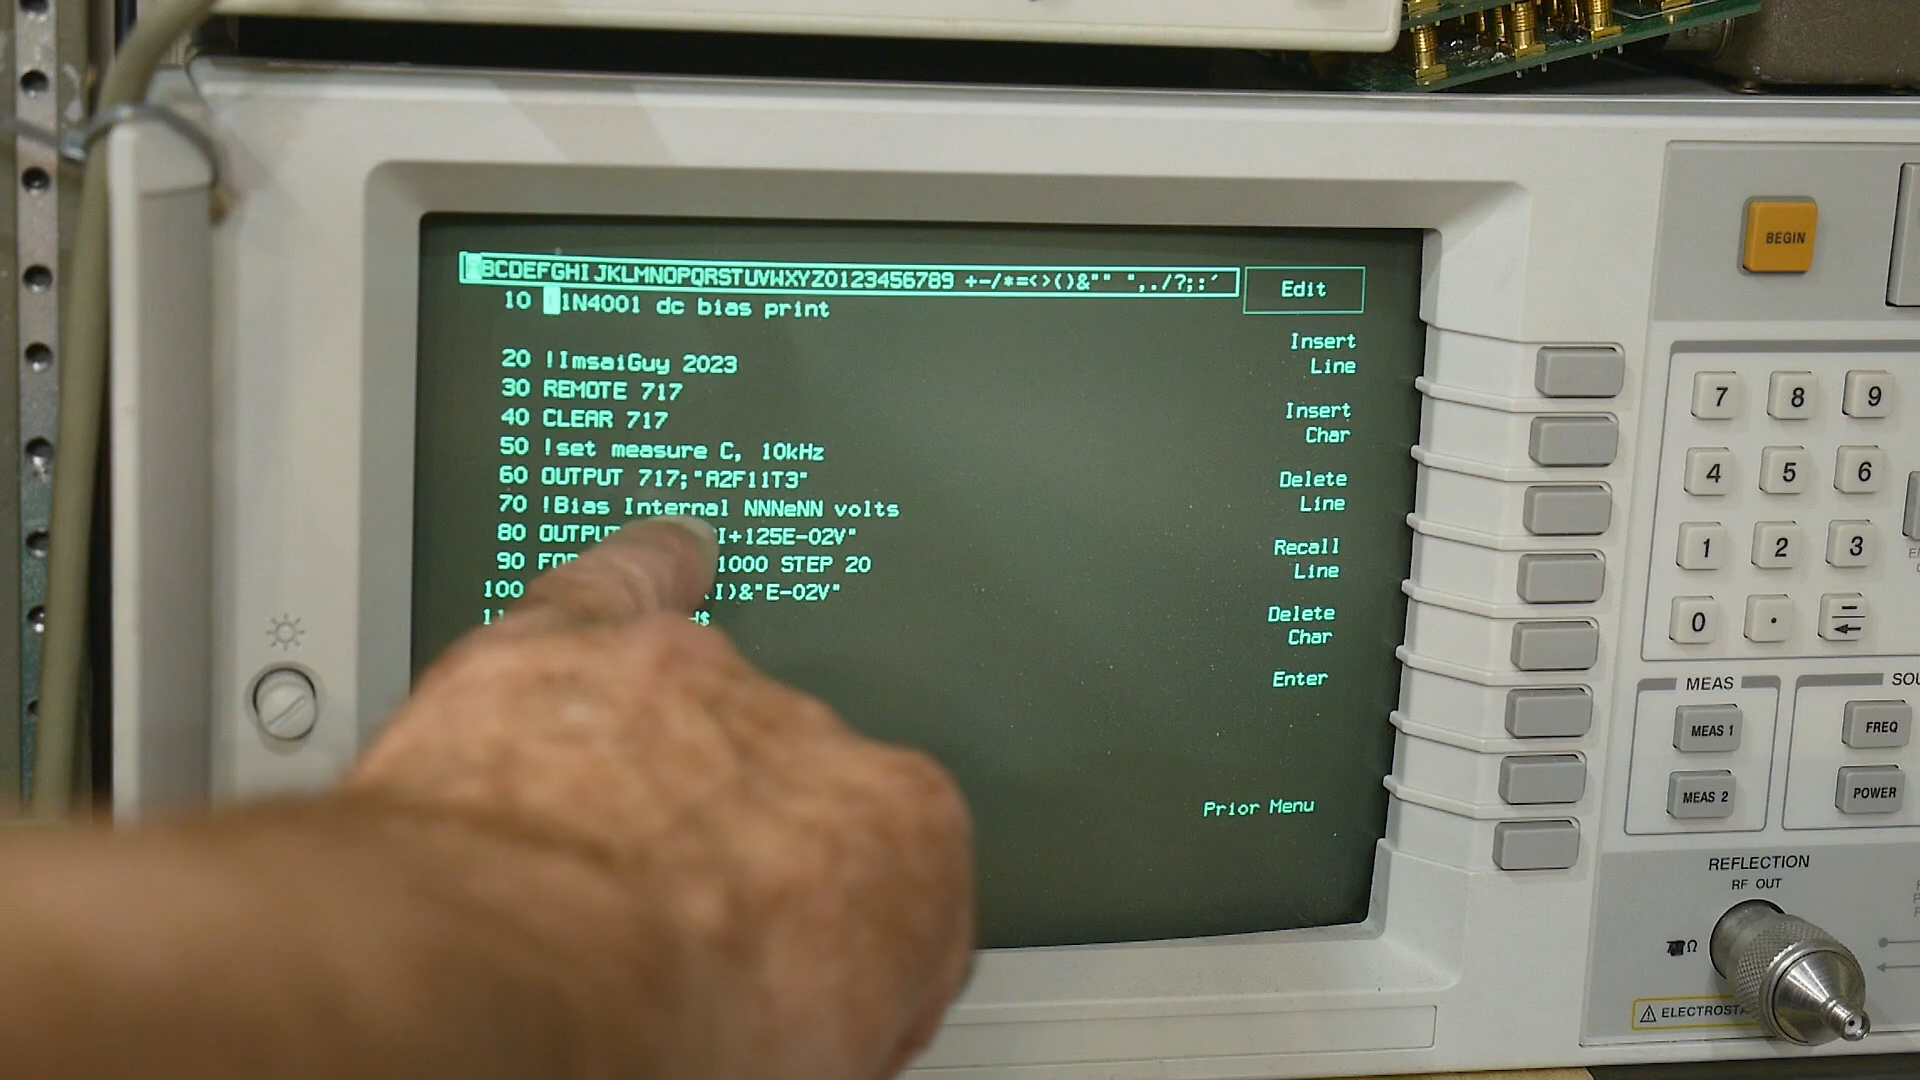 BCDEFGHIJKLMNOPQRSTUVWXYZ0123456789 +-/*=<>()&"" ",./?;:'
Edit
10 1N4001 dc bias print
20 !ImsaiGuy 2023
30 REMOTE 717
40 CLEAR 717
50 !set measure C, 10kHz
60 OUTPUT 717;"A2F11T3"
70 !Bias Internal NNNeNN volts
80 OUTPU I+125E-02V"
90 FO 1000 STEP 20
100 (I)&"E-02V"
Insert
Line
Insert
Char
Delete
Line
Recall
Line
Delete
Char
Enter
Prior Menu
BEGIN
7 8 9
4 5 6
1 2 3
0 .
MEAS
MEAS 1
MEAS 2
SOU
FREQ
POWER
REFLECTION
RF OUT
Ω
ELECTROST